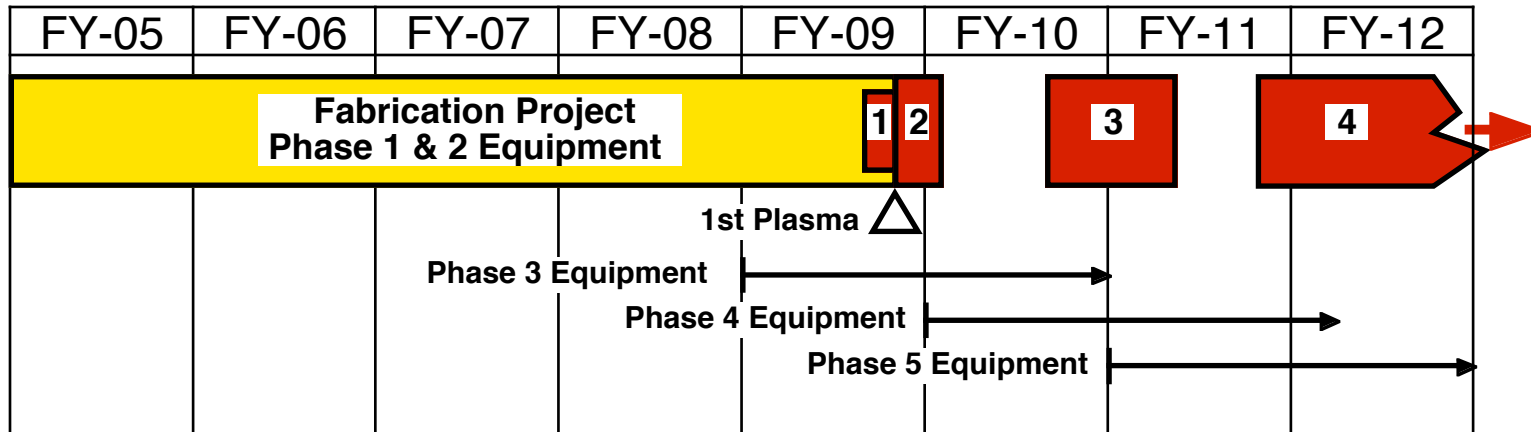 FY-05 FY-06 FY-07 FY-08 FY-09 FY-10 FY-11 FY-12
Fabrication Project
Phase 1 & 2 Equipment
1 2 3 4
1st Plasma
Phase 3 Equipment
Phase 4 Equipment
Phase 5 Equipment